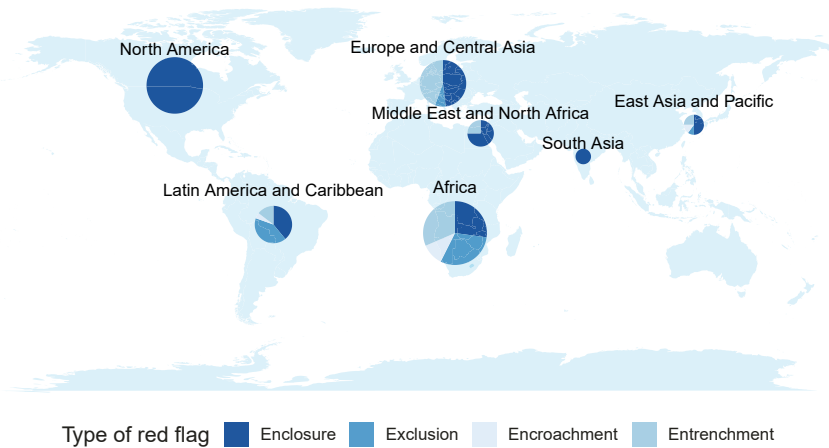 North America
Europe and Central Asia
Middle East and North Africa
East Asia and Pacific
South Asia
Latin America and Caribbean
Africa
Type of red flag
Enclosure
Exclusion
Encroachment
Entrenchment